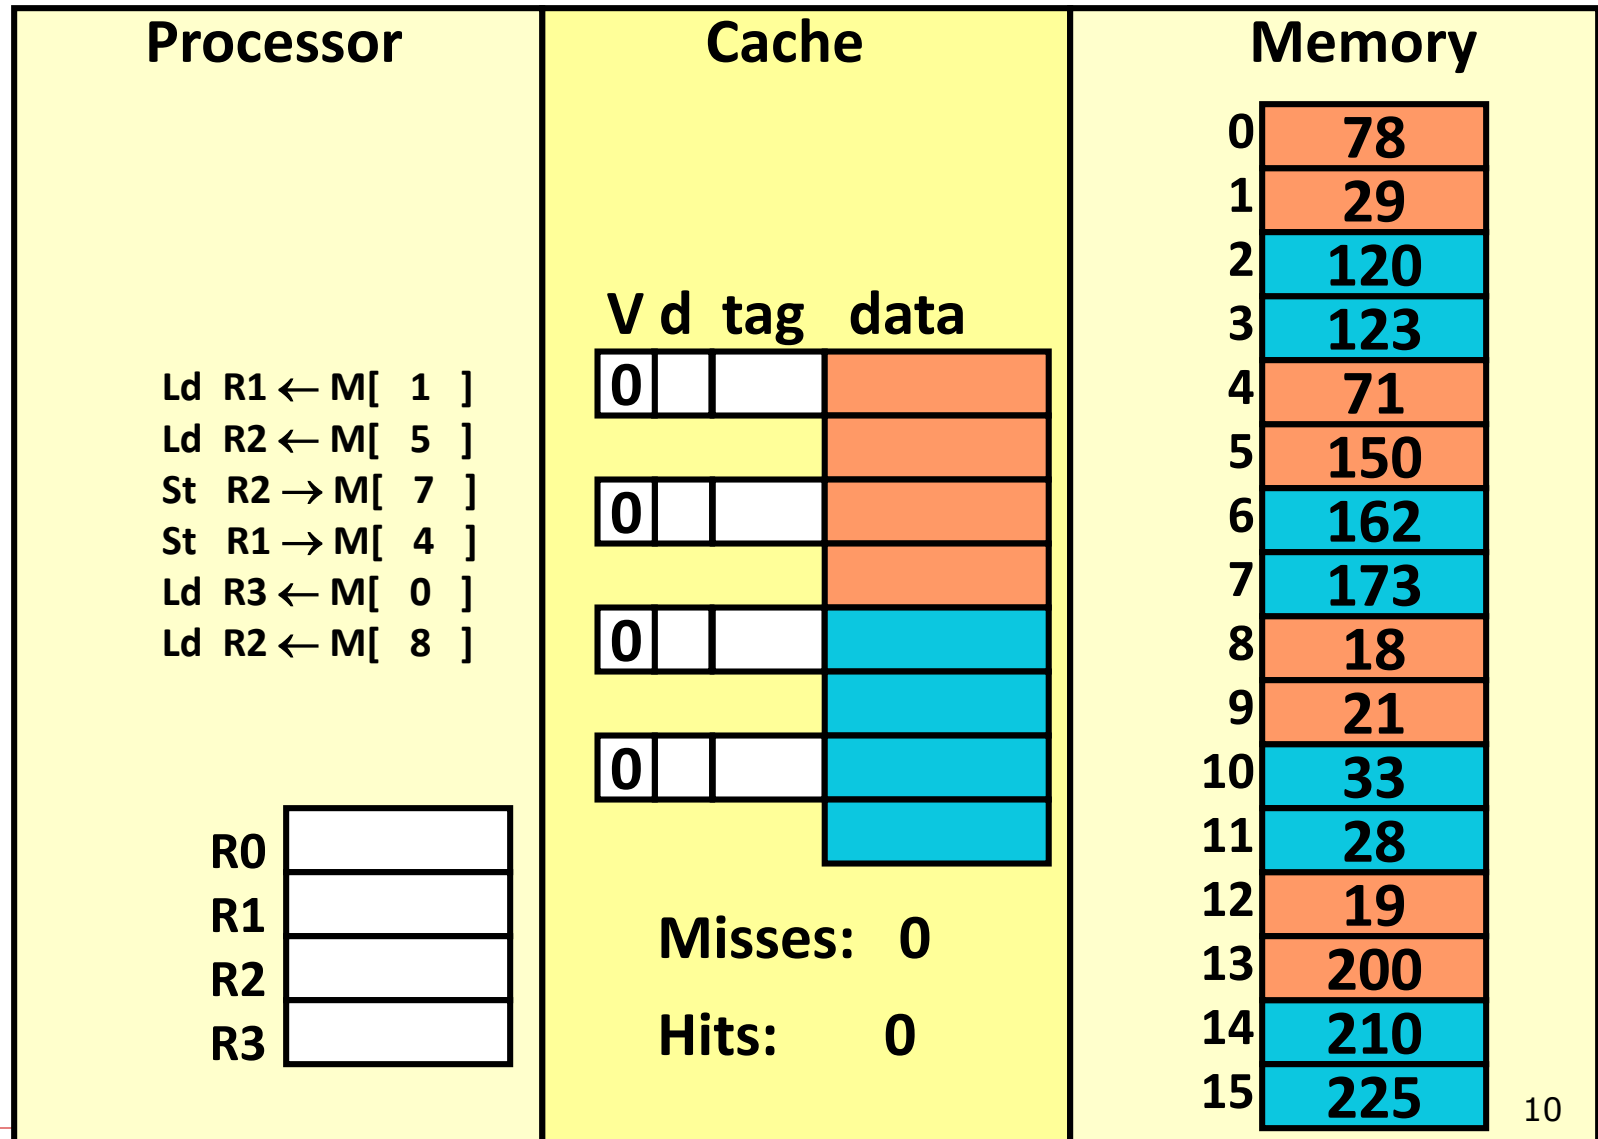 Processor
Ld R1 ← M[ 1 ]
Ld R2 ← M[ 5 ]
St R2 → M[ 7 ]
St R1 → M[ 4 ]
Ld R3 ← M[ 0 ]
Ld R2 ← M[ 8 ]
R0
R1
R2
R3
Cache
V d tag data
0
0
0
0
Misses: 0
Hits: 0
Memory
0 78
1 29
2 120
3 123
4 71
5 150
6 162
7 173
8 18
9 21
10 33
11 28
12 19
13 200
14 210
15 225
10